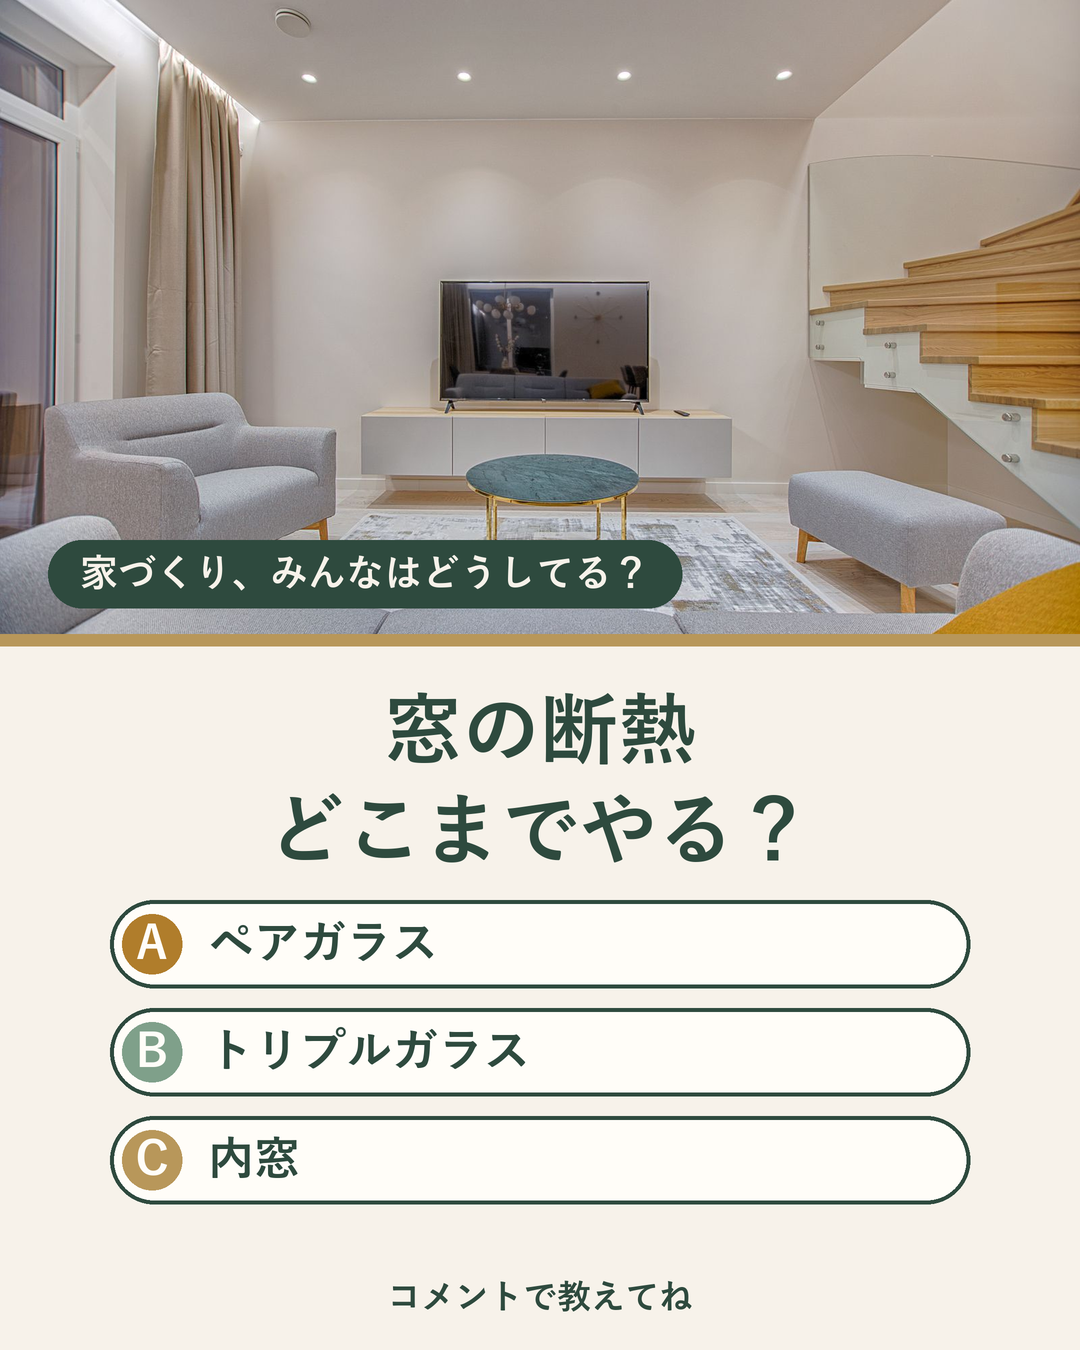 家づくり、みんなはどうしてる？
窓の断熱
どこまでやる？
A ペアガラス
B トリプルガラス
C 内窓
コメントで教えてね